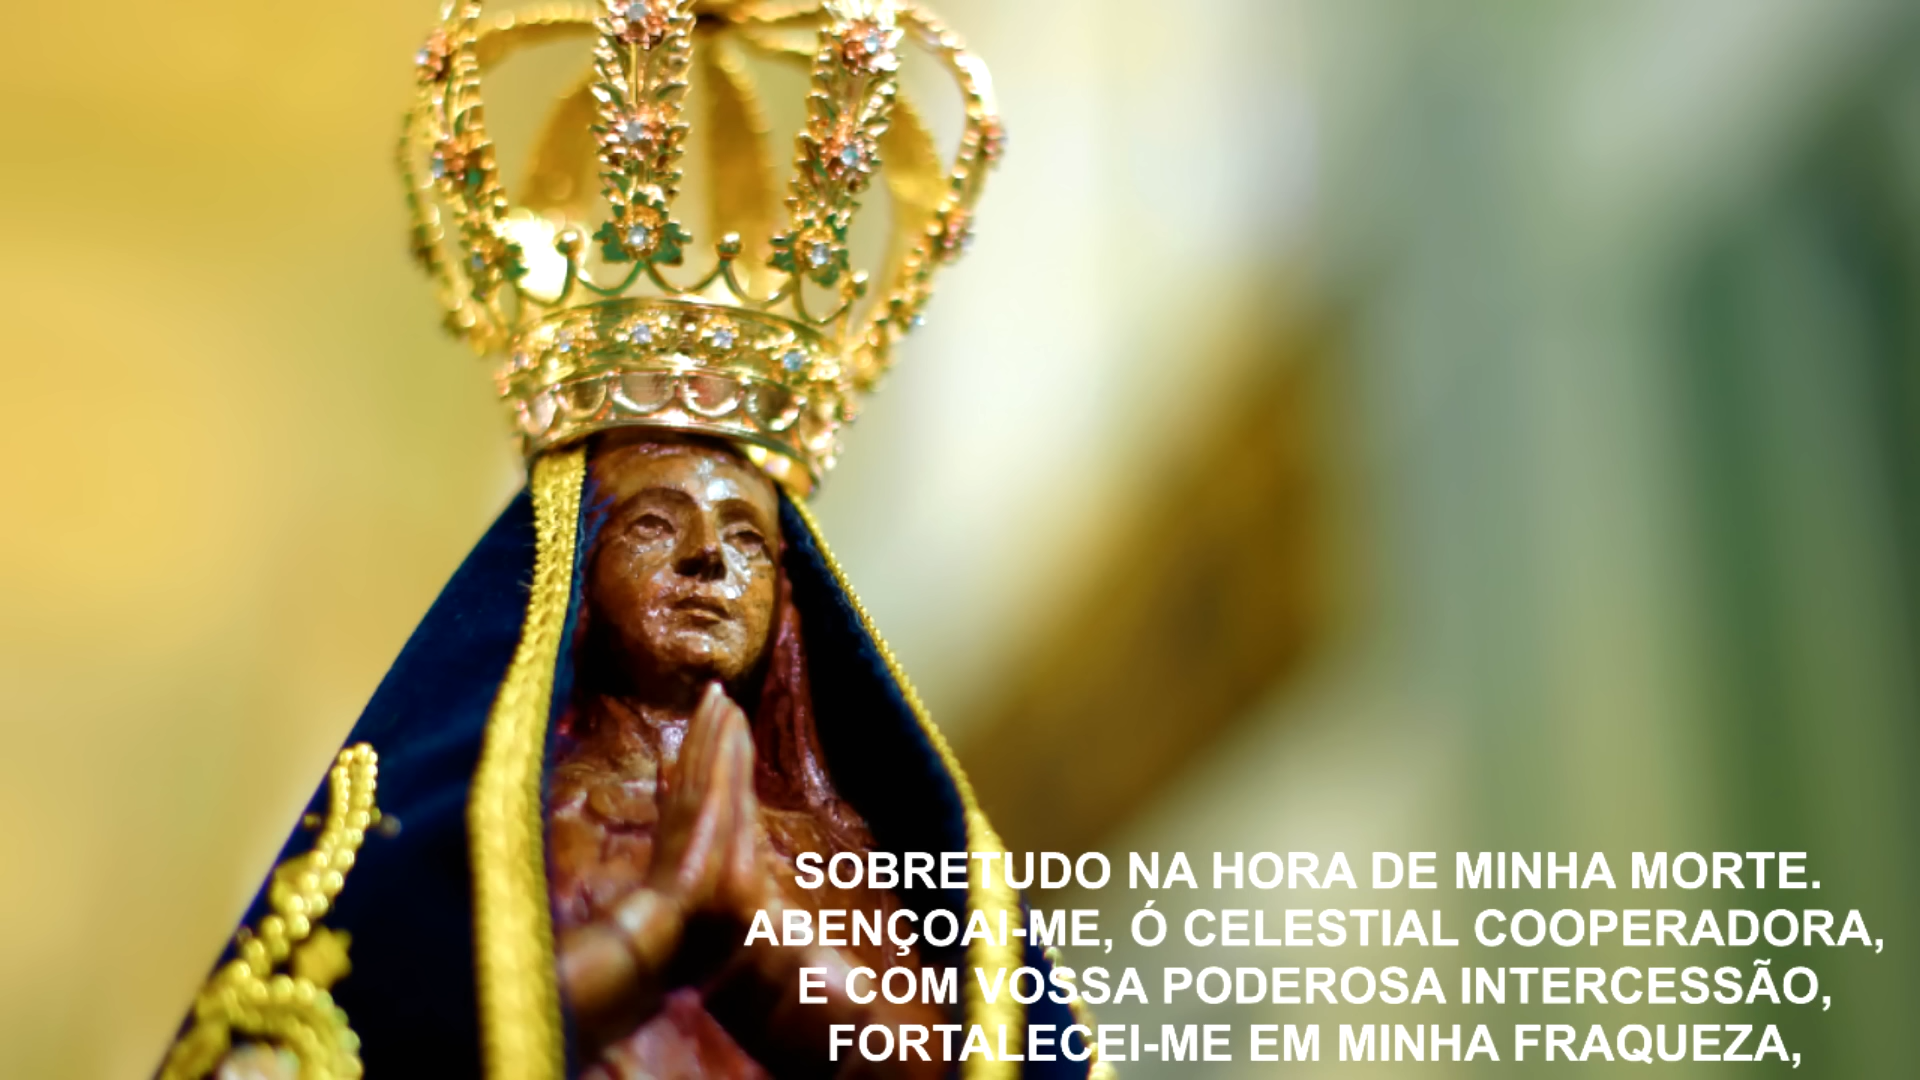 SOBRETUDO NA HORA DE MINHA MORTE.
ABENÇOAI-ME, Ó CELESTIAL COOPERADORA,
E COM VOSSA PODEROSA INTERCESSÃO,
FORTALECEI-ME EM MINHA FRAQUEZA,